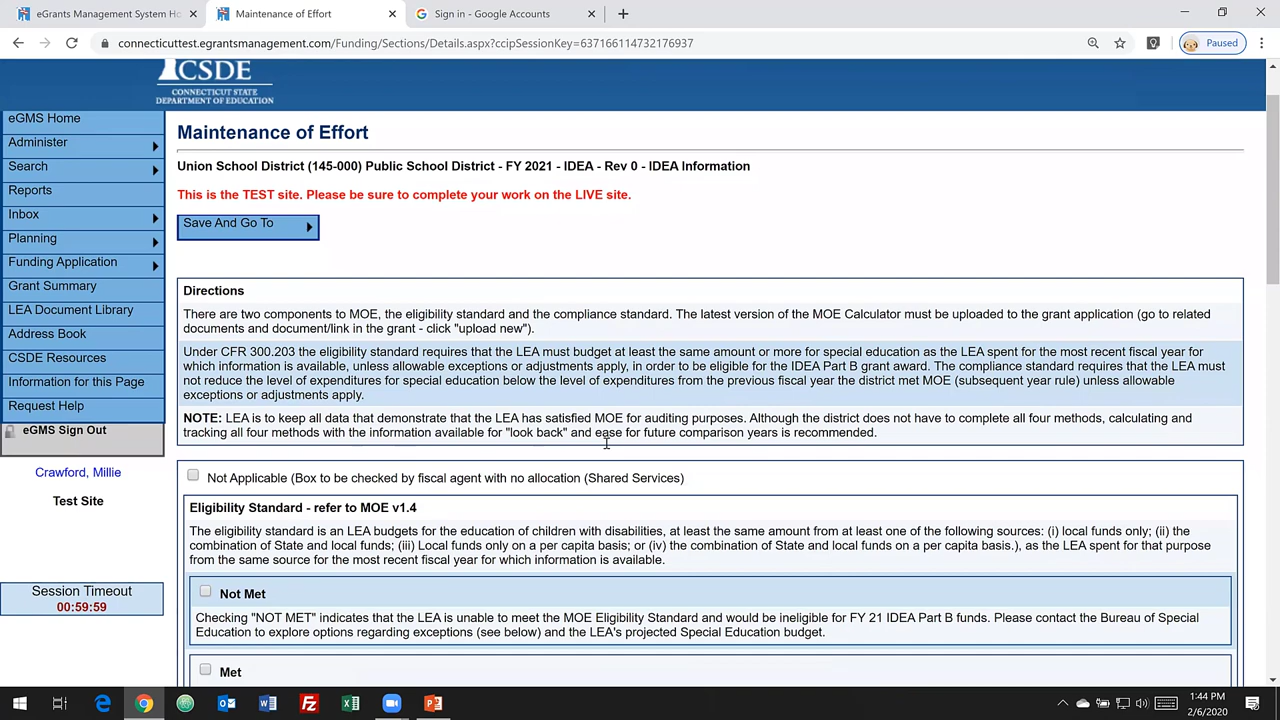 eGrants Management System Ho
Maintenance of Effort
Sign in - Google Accounts
connecticuttest.egrantsmanagement.com/Funding/Sections/Details.aspx?ccipSessionKey=637166114732176937
Paused
CSDE
CONNECTICUT STATE
DEPARTMENT OF EDUCATION
eGMS Home
Administer
Search
Reports
Inbox
Planning
Funding Application
Grant Summary
LEA Document Library
Address Book
CSDE Resources
Information for this Page
Request Help
eGMS Sign Out
Crawford, Millie
Test Site
Session Timeout
00:59:59
Maintenance of Effort
Union School District (145-000) Public School District - FY 2021 - IDEA - Rev 0 - IDEA Information
This is the TEST site. Please be sure to complete your work on the LIVE site.
Save And Go To
Directions
There are two components to MOE, the eligibility standard and the compliance standard. The latest version of the MOE Calculator must be uploaded to the grant application (go to related
documents and document/link in the grant - click "upload new").
Under CFR 300.203 the eligibility standard requires that the LEA must budget at least the same amount or more for special education as the LEA spent for the most recent fiscal year for
which information is available, unless allowable exceptions or adjustments apply, in order to be eligible for the IDEA Part B grant award. The compliance standard requires that the LEA must
not reduce the level of expenditures for special education below the level of expenditures from the previous fiscal year the district met MOE (subsequent year rule) unless allowable
exceptions or adjustments apply.
NOTE: LEA is to keep all data that demonstrate that the LEA has satisfied MOE for auditing purposes. Although the district does not have to complete all four methods, calculating and
tracking all four methods with the information available for "look back" and ease for future comparison years is recommended.
Not Applicable (Box to be checked by fiscal agent with no allocation (Shared Services)
Eligibility Standard - refer to MOE v1.4
The eligibility standard is an LEA budgets for the education of children with disabilities, at least the same amount from at least one of the following sources: (i) local funds only; (ii) the
combination of State and local funds; (iii) Local funds only on a per capita basis; or (iv) the combination of State and local funds on a per capita basis.), as the LEA spent for that purpose
from the same source for the most recent fiscal year for which information is available.
Not Met
Checking "NOT MET" indicates that the LEA is unable to meet the MOE Eligibility Standard and would be ineligible for FY 21 IDEA Part B funds. Please contact the Bureau of Special
Education to explore options regarding exceptions (see below) and the LEA's projected Special Education budget.
Met
1:44 PM
2/6/2020